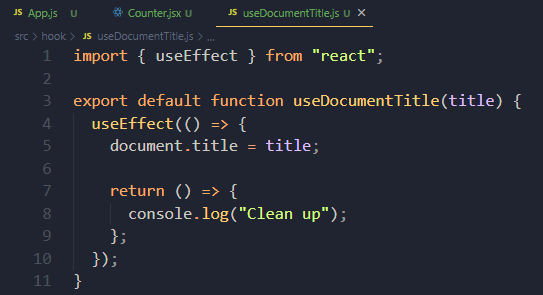 JS App.js U Counter.jsx U JS useDocumentTitle.js U ×
src > hook > JS useDocumentTitle.js > ...
1 import { useEffect } from "react";
2
3 export default function useDocumentTitle(title) {
4 useEffect(() => {
5 document.title = title;
6
7 return () => {
8 console.log("Clean up");
9 };
10 });
11 }